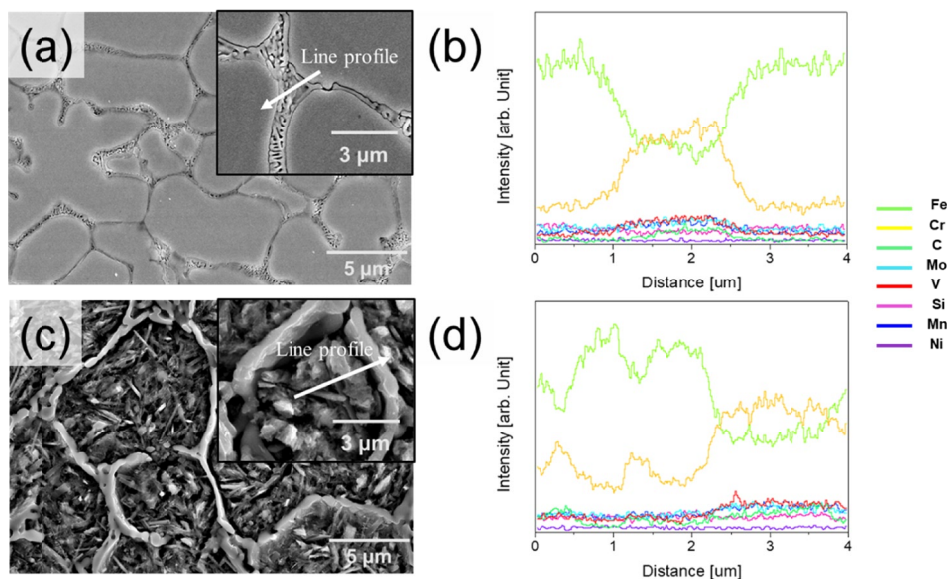 (a)
Line profile
3 µm
5 µm
(b)
Intensity [arb. Unit]
0 1 2 3 4
Distance [um]
Fe
Cr
C
Mo
V
Si
Mn
Ni
(c)
Line profile
3 µm
5 µm
(d)
Intensity [arb. Unit]
0 1 2 3 4
Distance [um]